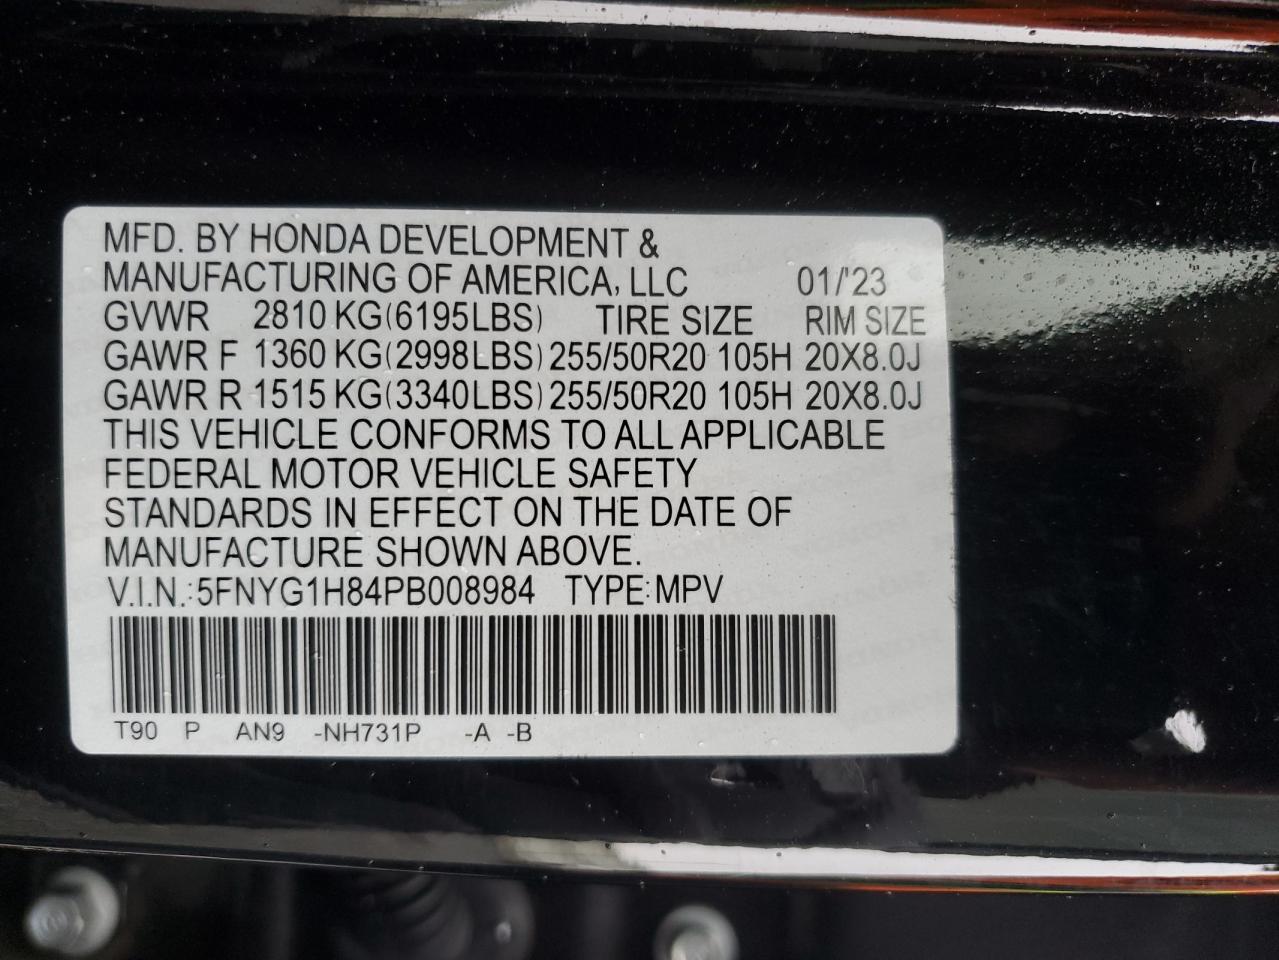 MFD. BY HONDA DEVELOPMENT &
MANUFACTURING OF AMERICA, LLC 01/'23
GVWR 2810 KG(6195LBS) TIRE SIZE RIM SIZE
GAWR F 1360 KG(2998LBS) 255/50R20 105H 20X8.0J
GAWR R 1515 KG(3340LBS) 255/50R20 105H 20X8.0J
THIS VEHICLE CONFORMS TO ALL APPLICABLE
FEDERAL MOTOR VEHICLE SAFETY
STANDARDS IN EFFECT ON THE DATE OF
MANUFACTURE SHOWN ABOVE.
V.I.N.:5FNYG1H84PB008984 TYPE:MPV
T90 P AN9 -NH731P -A -B